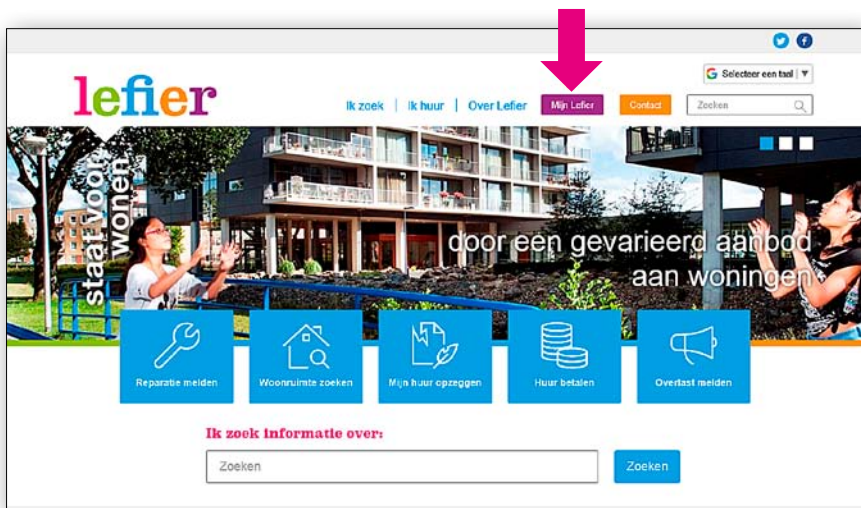 Selecteer een taal
lefier
Ik zoek | Ik huur | Over Lefier Mijn Lefier Contact Zoeken
staat voor
wonen
door een gevarieerd aanbod
aan woningen
Reparatie melden Woonruimte zoeken Mijn huur opzeggen Huur betalen Overlast melden
Ik zoek informatie over:
Zoeken Zoeken